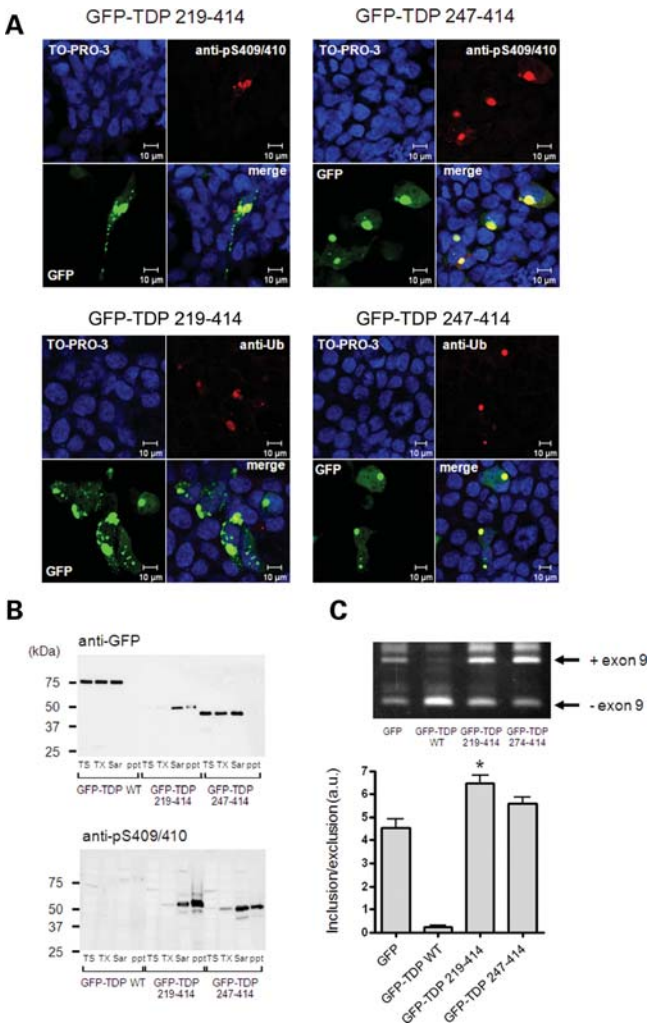 A
GFP-TDP 219-414
GFP-TDP 247-414
TO-PRO-3
anti-pS409/410
TO-PRO-3
anti-pS409/410
10 µm
10 µm
10 µm
10 µm
GFP
merge
GFP
merge
10 µm
10 µm
10 µm
10 µm
GFP-TDP 219-414
GFP-TDP 247-414
TO-PRO-3
anti-Ub
TO-PRO-3
anti-Ub
10 µm
10 µm
10 µm
10 µm
GFP
merge
GFP
merge
10 µm
10 µm
10 µm
10 µm
B
anti-GFP
(kDa)
75
50
37
25
TS TX Sar ppt TS TX Sar ppt TS TX Sar ppt
GFP-TDP WT
GFP-TDP 219-414
GFP-TDP 247-414
anti-pS409/410
75
50
37
25
TS TX Sar ppt TS TX Sar ppt TS TX Sar ppt
GFP-TDP WT
GFP-TDP 219-414
GFP-TDP 247-414
C
+ exon 9
- exon 9
GFP
GFP-TDP WT
GFP-TDP 219-414
GFP-TDP 274-414
Inclusion/exclusion (a.u.)
7
6
5
4
3
2
1
0
*
GFP
GFP-TDP WT
GFP-TDP 219-414
GFP-TDP 247-414